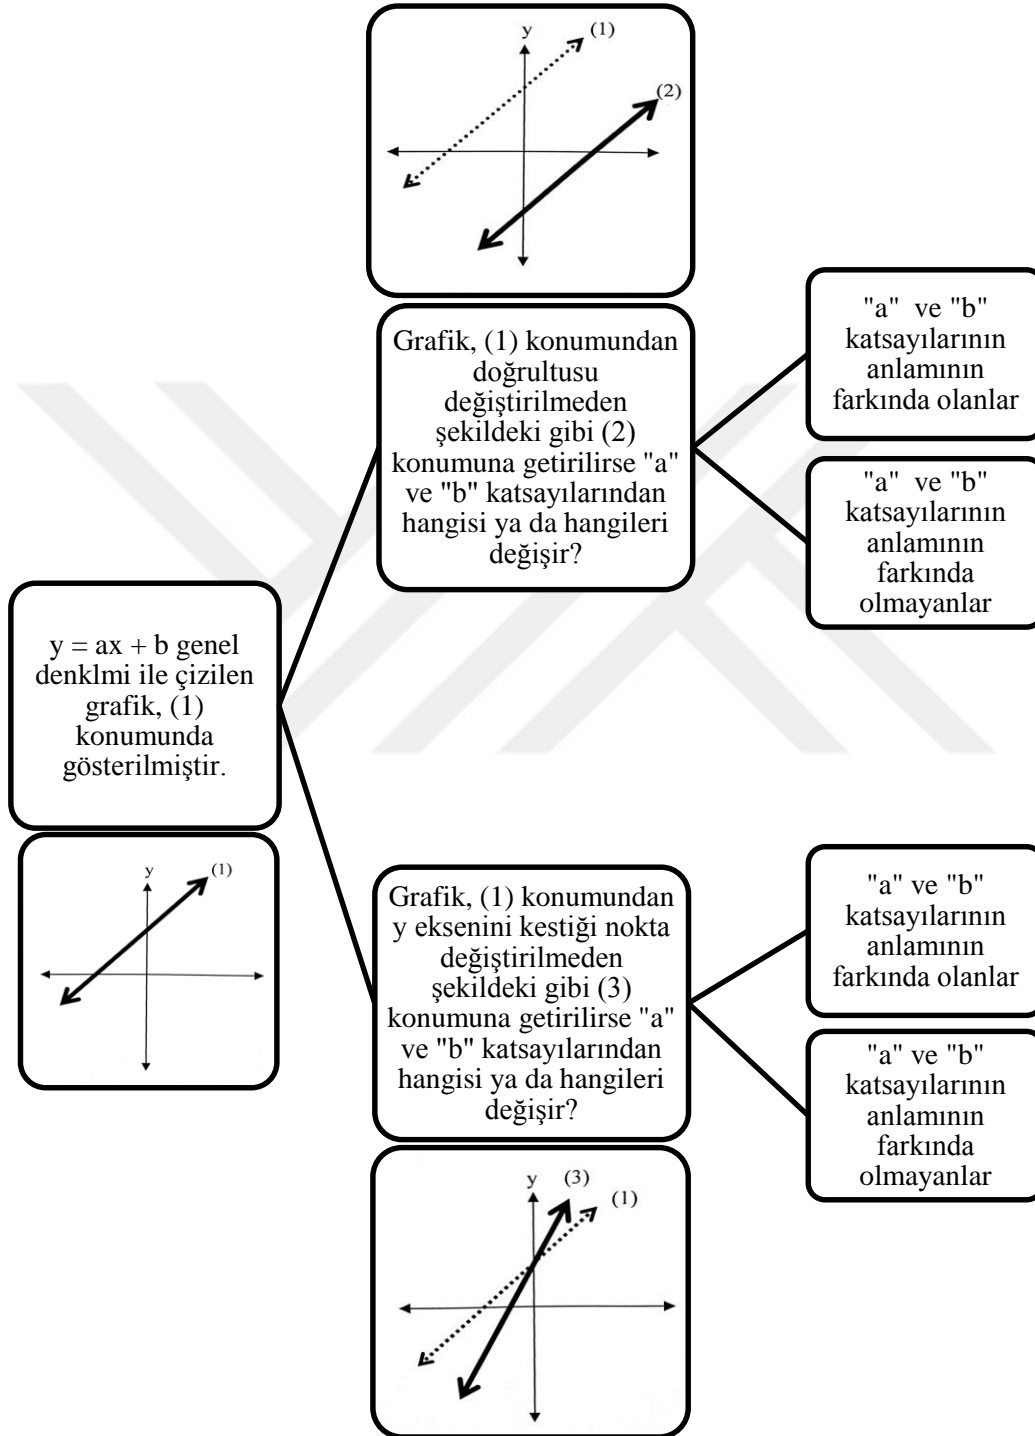 y = ax + b genel
denklmi ile çizilen
grafik, (1)
konumunda
gösterilmiştir.
y
(1)
y
(1)
(2)
Grafik, (1) konumundan
doğrultusu
değiştirilmeden
şekildeki gibi (2)
konumuna getirilirse "a"
ve "b" katsayılarından
hangisi ya da hangileri
değişir?
"a" ve "b"
katsayılarının
anlamının
farkında olanlar
"a" ve "b"
katsayılarının
anlamının
farkında
olmayanlar
Grafik, (1) konumundan
y eksenini kestiği nokta
değiştirilmeden
şekildeki gibi (3)
konumuna getirilirse "a"
ve "b" katsayılarından
hangisi ya da hangileri
değişir?
y
(3)
(1)
"a" ve "b"
katsayılarının
anlamının
farkında olanlar
"a" ve "b"
katsayılarının
anlamının
farkında
olmayanlar